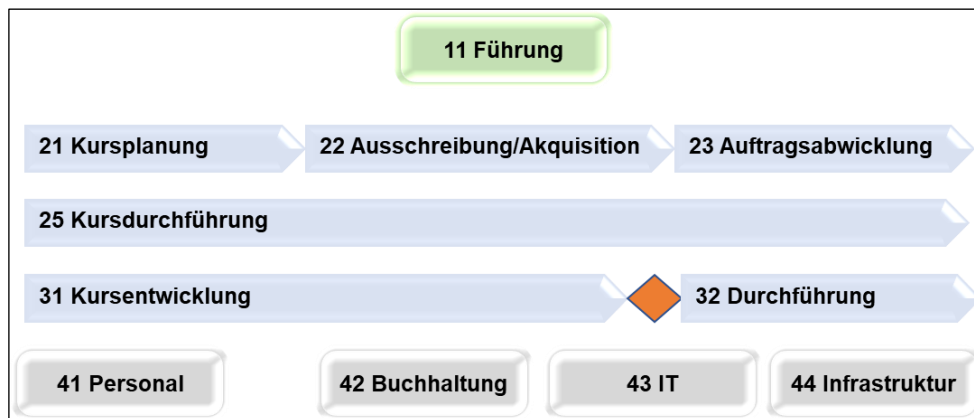 11 Führung
21 Kursplanung
22 Ausschreibung/Akquisition
23 Auftragsabwicklung
25 Kursdurchführung
31 Kursentwicklung
32 Durchführung
41 Personal
42 Buchhaltung
43 IT
44 Infrastruktur